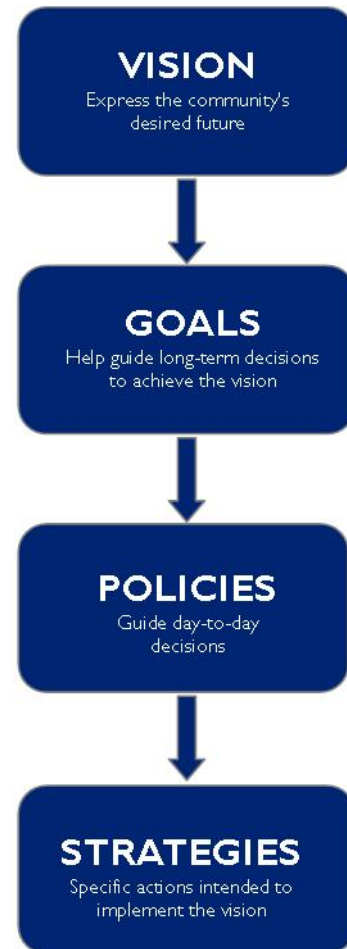 VISION
Express the community's
desired future
GOALS
Help guide long-term decisions
to achieve the vision
POLICIES
Guide day-to-day
decisions
STRATEGIES
Specific actions intended to
implement the vision